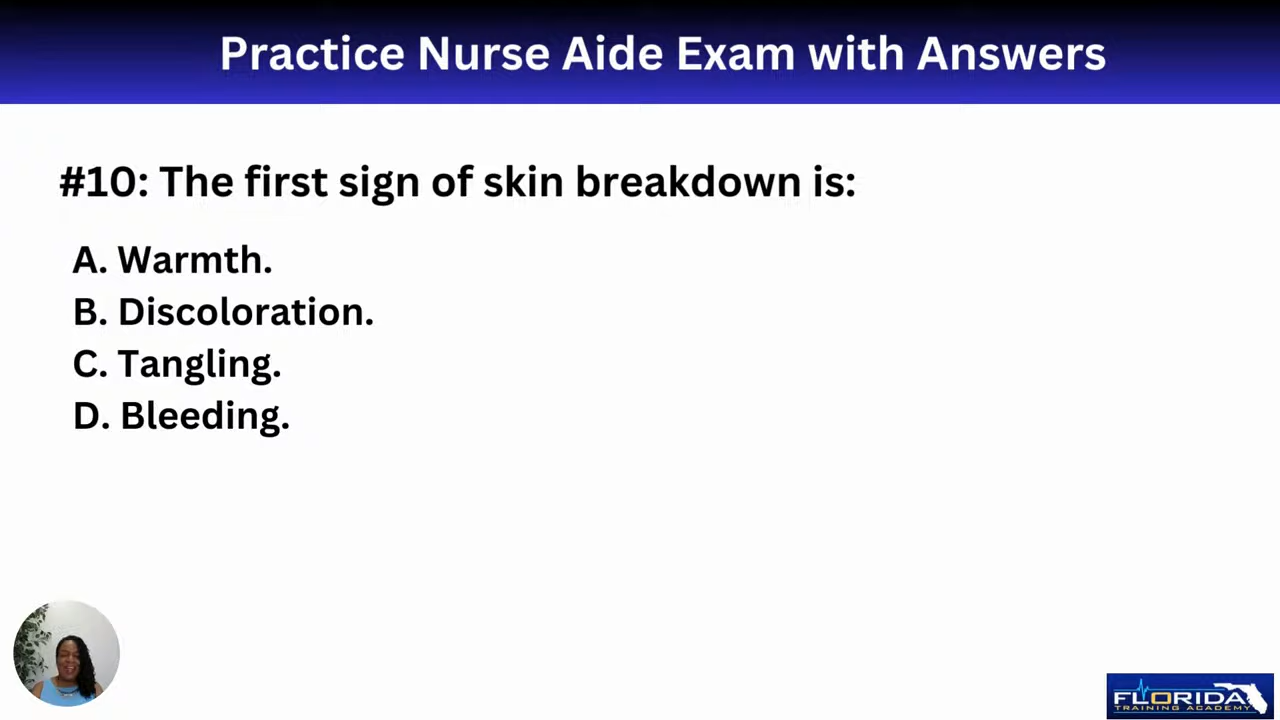 Practice Nurse Aide Exam with Answers
#10: The first sign of skin breakdown is:
A. Warmth.
B. Discoloration.
C. Tangling.
D. Bleeding.
FLORIDA
TRAINING ACADEMY